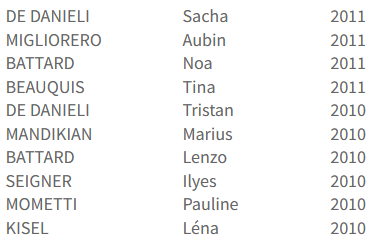 DE DANIELI Sacha 2011
MIGLIORERO Aubin 2011
BATTARD Noa 2011
BEAUQUIS Tina 2011
DE DANIELI Tristan 2010
MANDIKIAN Marius 2010
BATTARD Lenzo 2010
SEIGNER Ilyes 2010
MOMETTI Pauline 2010
KISEL Léna 2010